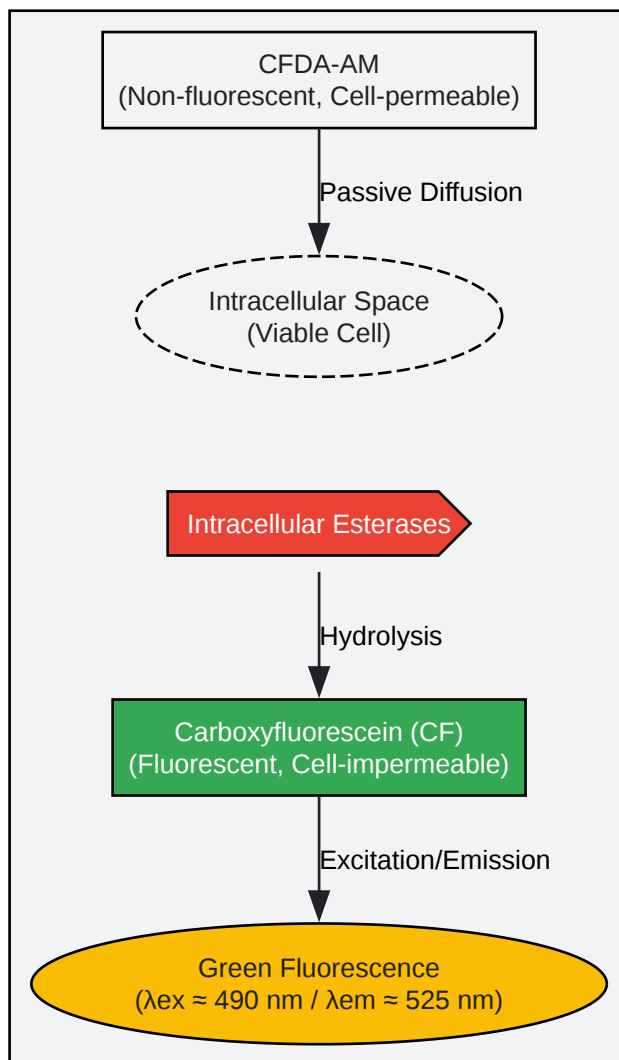 CFDA-AM
(Non-fluorescent, Cell-permeable)
Passive Diffusion
Intracellular Space
(Viable Cell)
Intracellular Esterases
Hydrolysis
Carboxyfluorescein (CF)
(Fluorescent, Cell-impermeable)
Excitation/Emission
Green Fluorescence
(λex ≈ 490 nm / λem ≈ 525 nm)